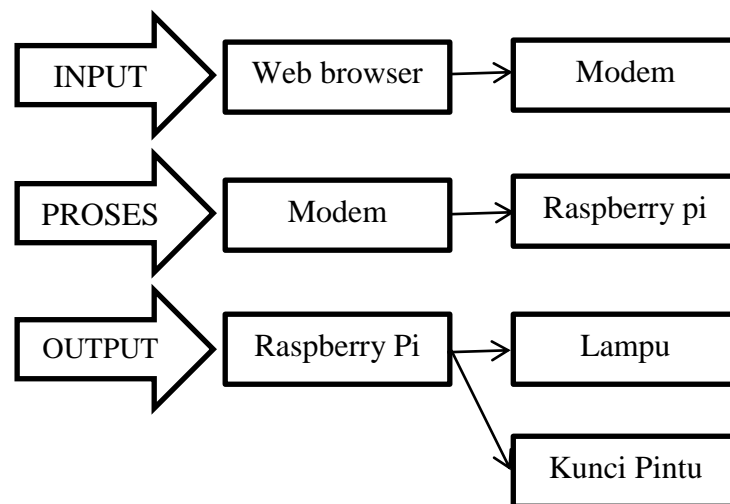 INPUT
Web browser
Modem
PROSES
Modem
Raspberry pi
OUTPUT
Raspberry Pi
Lampu
Kunci Pintu